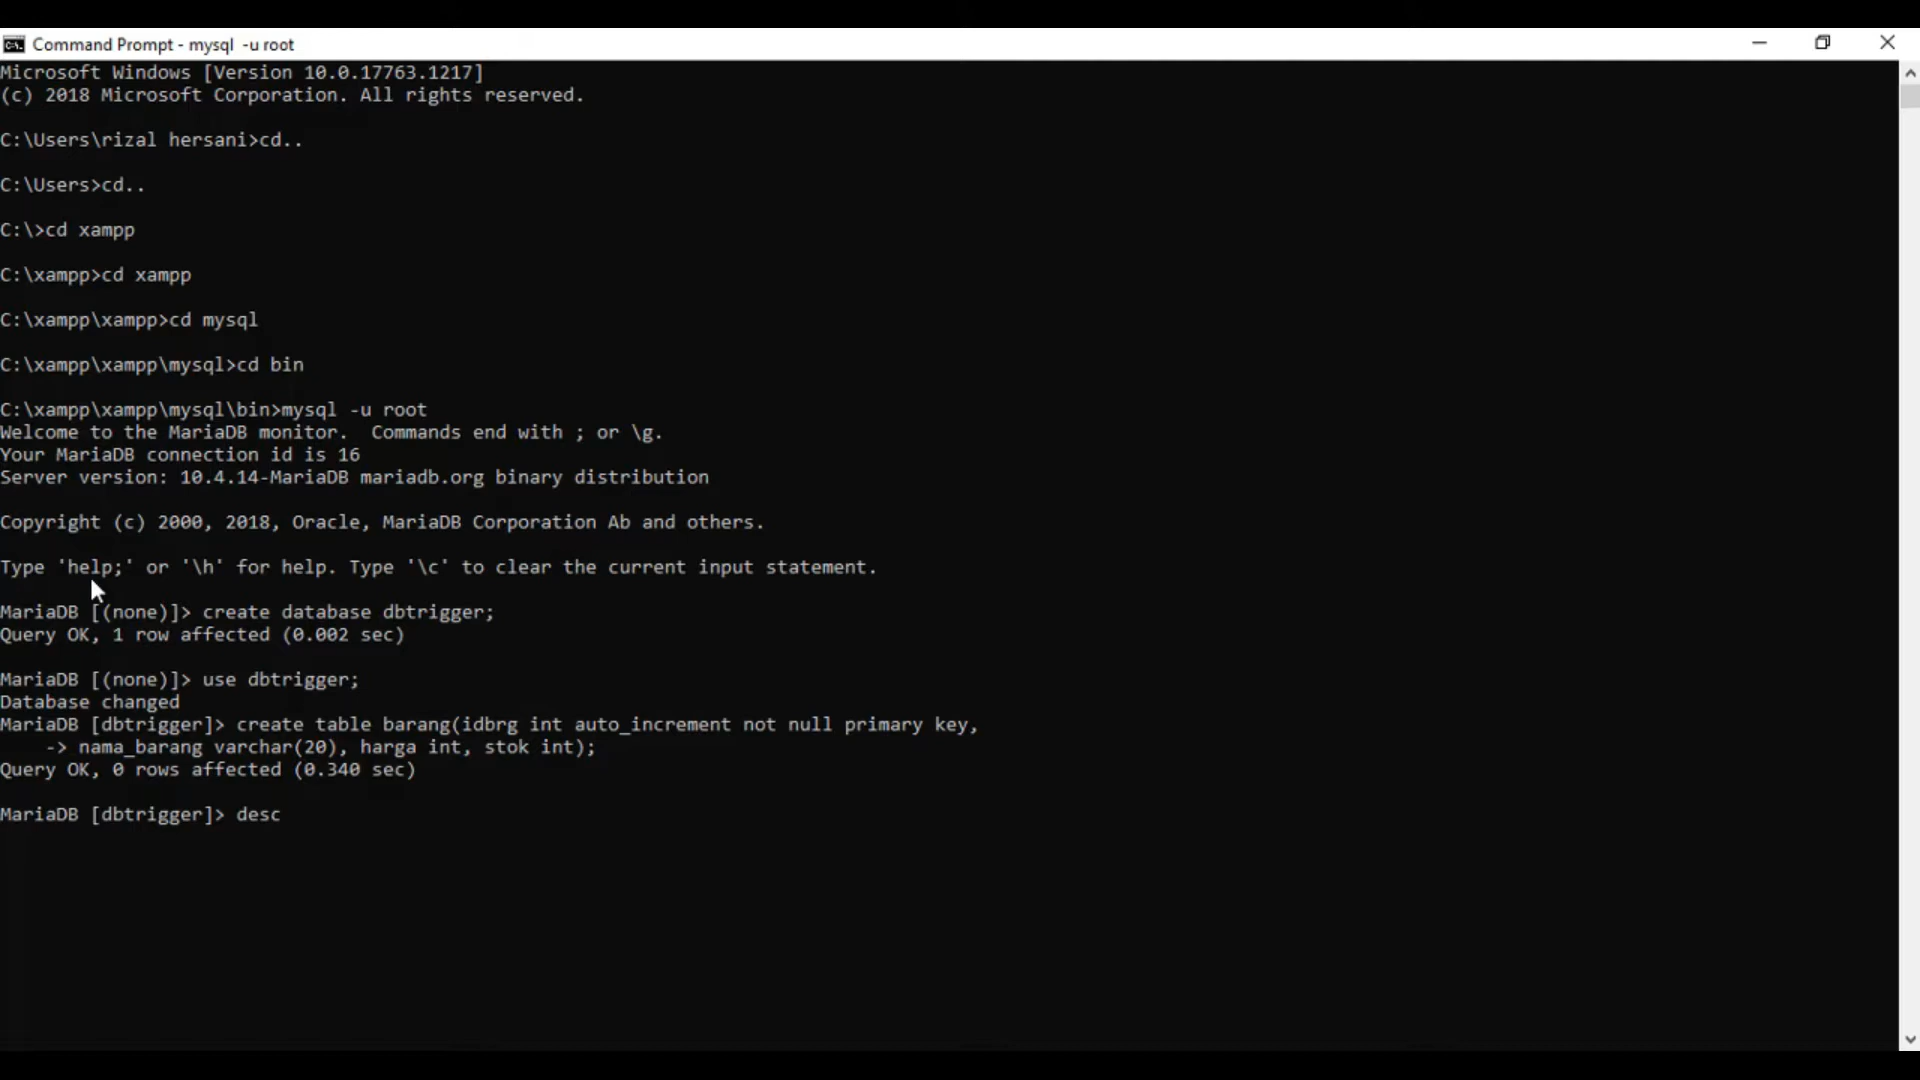 Command Prompt - mysql  -u root
Microsoft Windows [Version 10.0.17763.1217]
(c) 2018 Microsoft Corporation. All rights reserved.
C:\Users\rizal hersani>cd..
C:\Users>cd..
C:\>cd xampp
C:\xampp>cd xampp
C:\xampp\xampp>cd mysql
C:\xampp\xampp\mysql>cd bin
C:\xampp\xampp\mysql\bin>mysql -u root
Welcome to the MariaDB monitor.  Commands end with ; or \g.
Your MariaDB connection id is 16
Server version: 10.4.14-MariaDB mariadb.org binary distribution
Copyright (c) 2000, 2018, Oracle, MariaDB Corporation Ab and others.
Type 'help;' or '\h' for help. Type '\c' to clear the current input statement.
MariaDB [(none)]> create database dbtrigger;
Query OK, 1 row affected (0.002 sec)
MariaDB [(none)]> use dbtrigger;
Database changed
MariaDB [dbtrigger]> create table barang(idbrg int auto_increment not null primary key,
    -> nama_barang varchar(20), harga int, stok int);
Query OK, 0 rows affected (0.340 sec)
MariaDB [dbtrigger]> desc